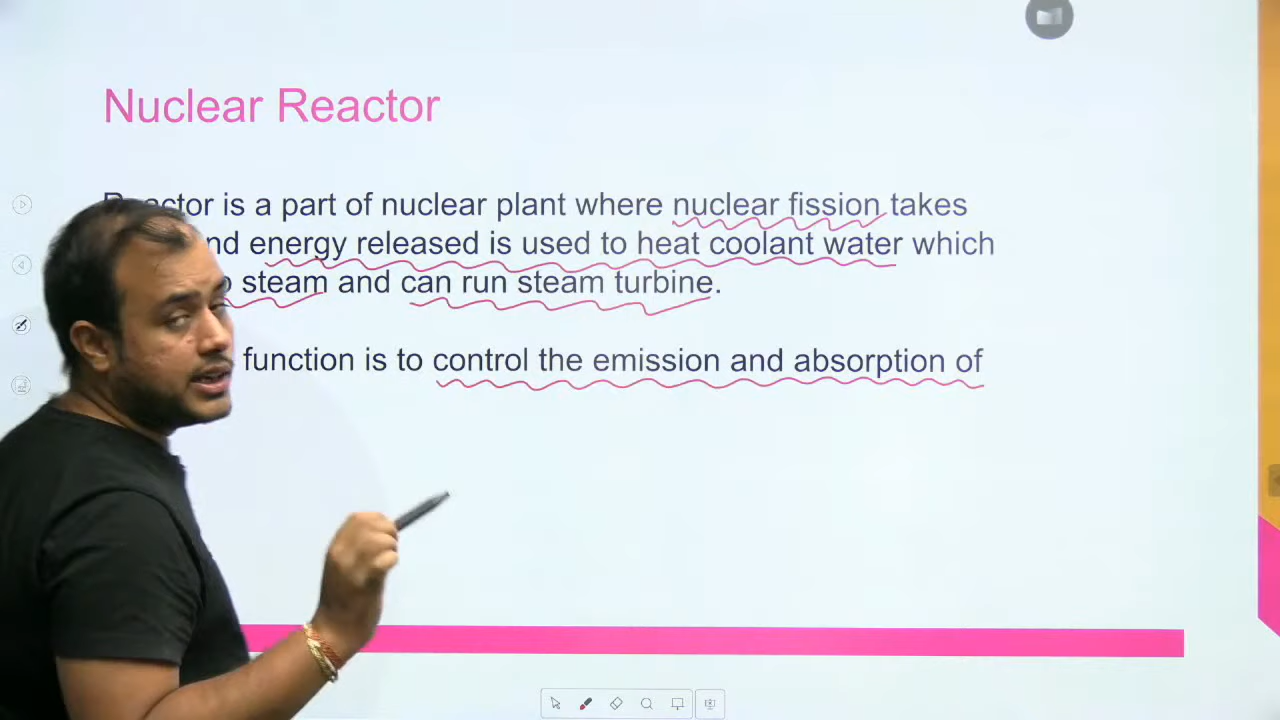 Nuclear Reactor
Reactor is a part of nuclear plant where nuclear fission takes
nd energy released is used to heat coolant water which
steam and can run steam turbine.
function is to control the emission and absorption of